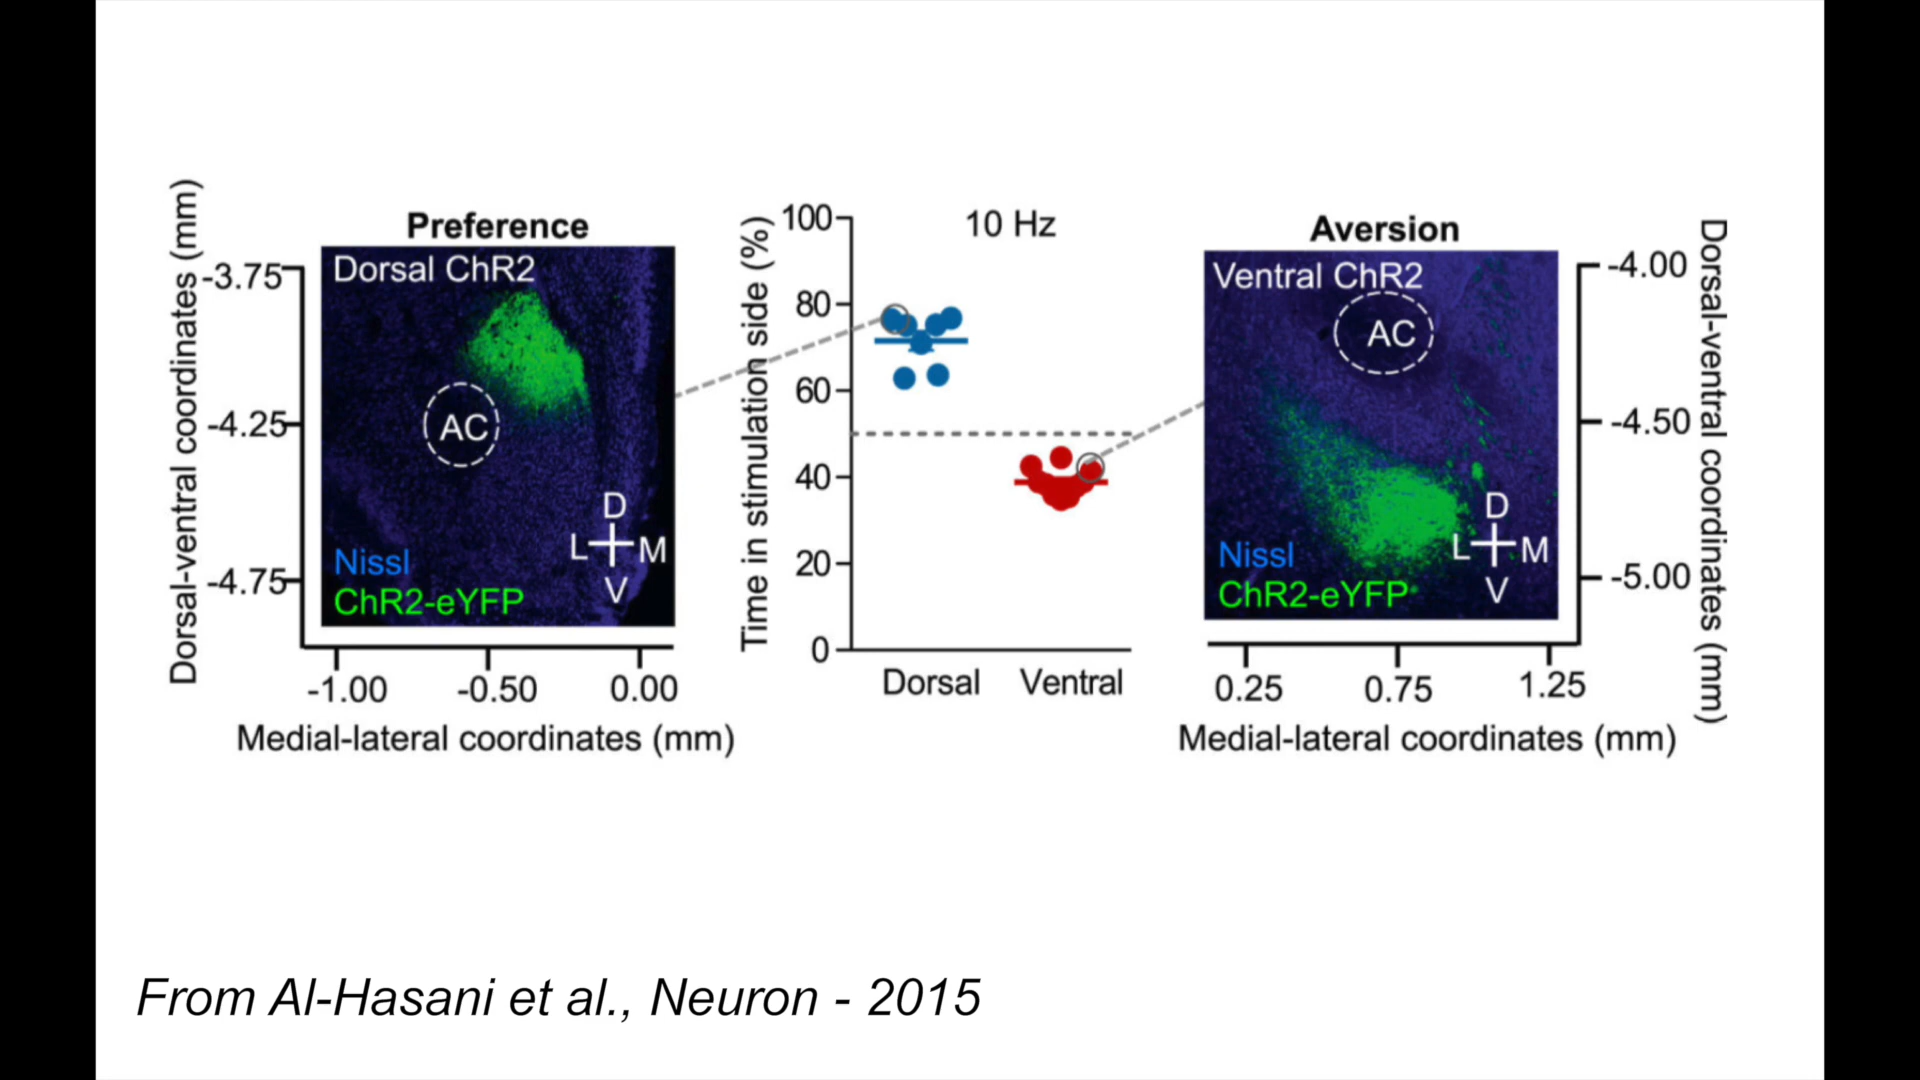 Preference
Dorsal ChR2
AC
D
L M
V
Nissl
ChR2-eYFP
Dorsal-ventral coordinates (mm)
-3.75
-4.25
-4.75
-1.00 -0.50 0.00
Medial-lateral coordinates (mm)
10 Hz
Time in stimulation side (%)
100
80
60
40
20
0
Dorsal Ventral
Aversion
Ventral ChR2
AC
D
L M
V
Nissl
ChR2-eYFP
-4.00
-4.50
-5.00
Dorsal-ventral coordinates (mm)
0.25 0.75 1.25
Medial-lateral coordinates (mm)
From Al-Hasani et al., Neuron - 2015